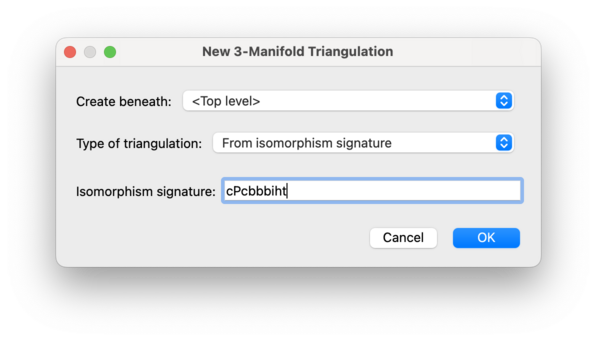 New 3-Manifold Triangulation
Create beneath: <Top level>
Type of triangulation: From isomorphism signature
Isomorphism signature: cPcbbbiht
Cancel OK